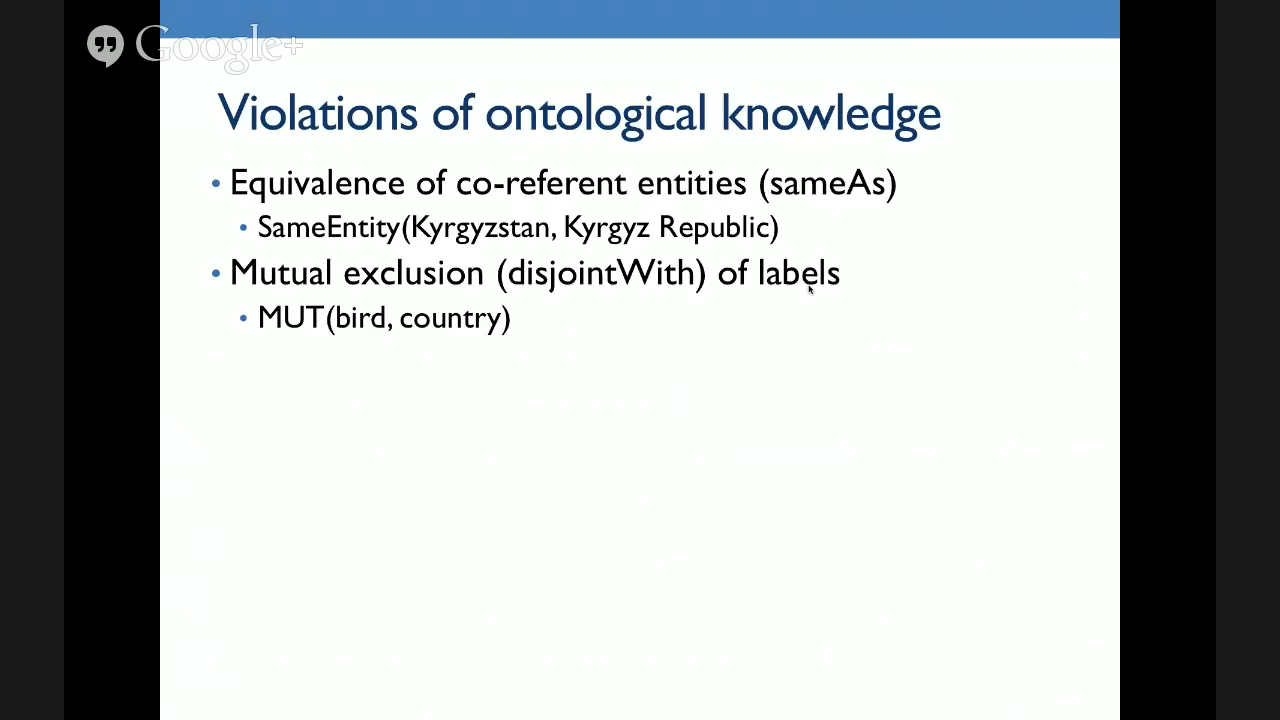 Google+
Violations of ontological knowledge
• Equivalence of co-referent entities (sameAs)
• SameEntity(Kyrgyzstan, Kyrgyz Republic)
• Mutual exclusion (disjointWith) of labels
• MUT(bird, country)